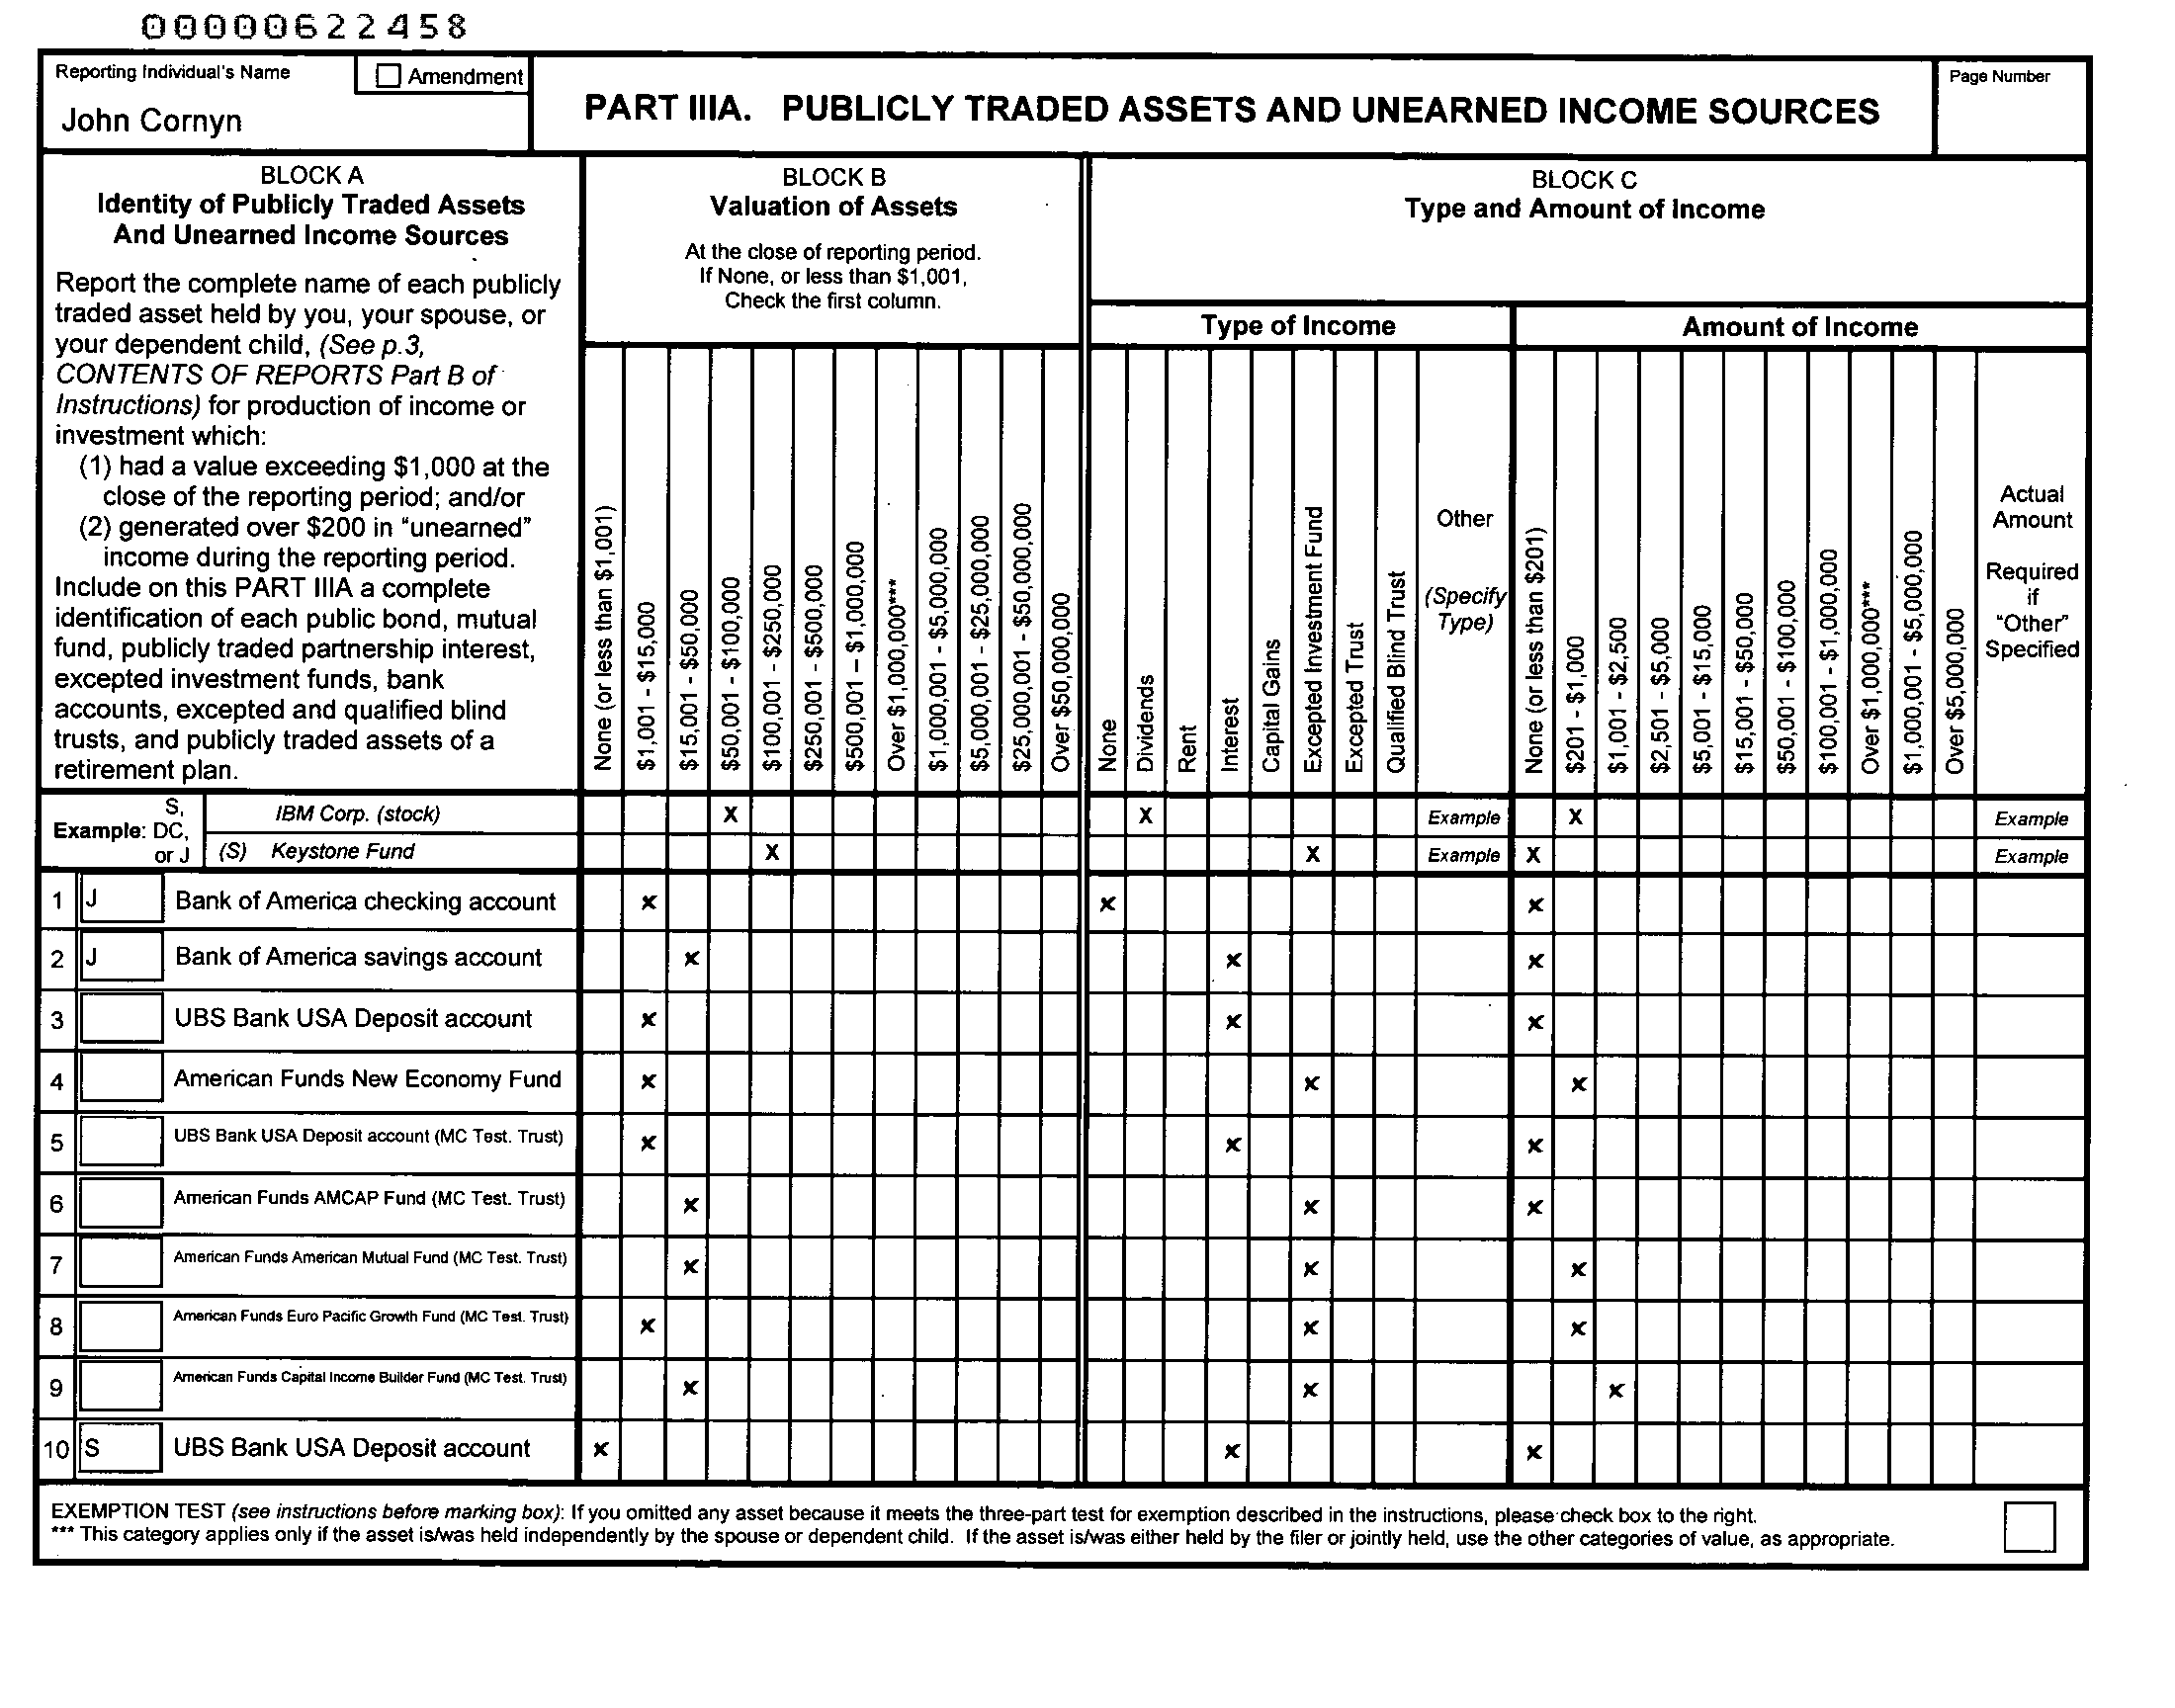 00000622458
Reporting Individual's Name
Amendment
John Cornyn
PART IIIA. PUBLICLY TRADED ASSETS AND UNEARNED INCOME SOURCES
Page Number
BLOCK A
Identity of Publicly Traded Assets
And Unearned Income Sources
Report the complete name of each publicly
traded asset held by you, your spouse, or
your dependent child, (See p.3,
CONTENTS OF REPORTS Part B of
Instructions) for production of income or
investment which:
(1) had a value exceeding $1,000 at the
close of the reporting period; and/or
(2) generated over $200 in "unearned"
income during the reporting period.
Include on this PART IIIA a complete
identification of each public bond, mutual
fund, publicly traded partnership interest,
excepted investment funds, bank
accounts, excepted and qualified blind
trusts, and publicly traded assets of a
retirement plan.
BLOCK B
Valuation of Assets
At the close of reporting period.
If None, or less than $1,001,
Check the first column.
None (or less than $1,001)
$1,001 - $15,000
$15,001 - $50,000
$50,001 - $100,000
$100,001 - $250,000
$250,001 - $500,000
$500,001 – $1,000,000
Over $1,000,000***
$1,000,001 - $5,000,000
$5,000,001 - $25,000,000
$25,000,001 - $50,000,000
Over $50,000,000
BLOCK C
Type and Amount of Income
Type of Income
None
Dividends
Rent
Interest
Capital Gains
Excepted Investment Fund
Excepted Trust
Qualified Blind Trust
Other
(Specify
Type)
Amount of Income
None (or less than $201)
$201 - $1,000
$1,001 - $2,500
$2,501 - $5,000
$5,001 - $15,000
$15,001 - $50,000
$50,001 - $100,000
$100,001 - $1,000,000
Over $1,000,000***
$1,000,001 - $5,000,000
Over $5,000,000
Actual
Amount
Required
if
"Other"
Specified
Example: S,
DC,
or J
IBM Corp. (stock) X X Example X Example
(S) Keystone Fund X X Example X Example
1 J Bank of America checking account x x x
2 J Bank of America savings account x x x
3 UBS Bank USA Deposit account x x x
4 American Funds New Economy Fund x x x
5 UBS Bank USA Deposit account (MC Test. Trust) x x x
6 American Funds AMCAP Fund (MC Test. Trust) x x x
7 American Funds American Mutual Fund (MC Test. Trust) x x x
8 American Funds Euro Pacific Growth Fund (MC Test. Trust) x x x
9 American Funds Capital Income Builder Fund (MC Test. Trust) x x x
10 S UBS Bank USA Deposit account x x x
EXEMPTION TEST (see instructions before marking box): If you omitted any asset because it meets the three-part test for exemption described in the instructions, please check box to the right.
*** This category applies only if the asset is/was held independently by the spouse or dependent child. If the asset is/was either held by the filer or jointly held, use the other categories of value, as appropriate.